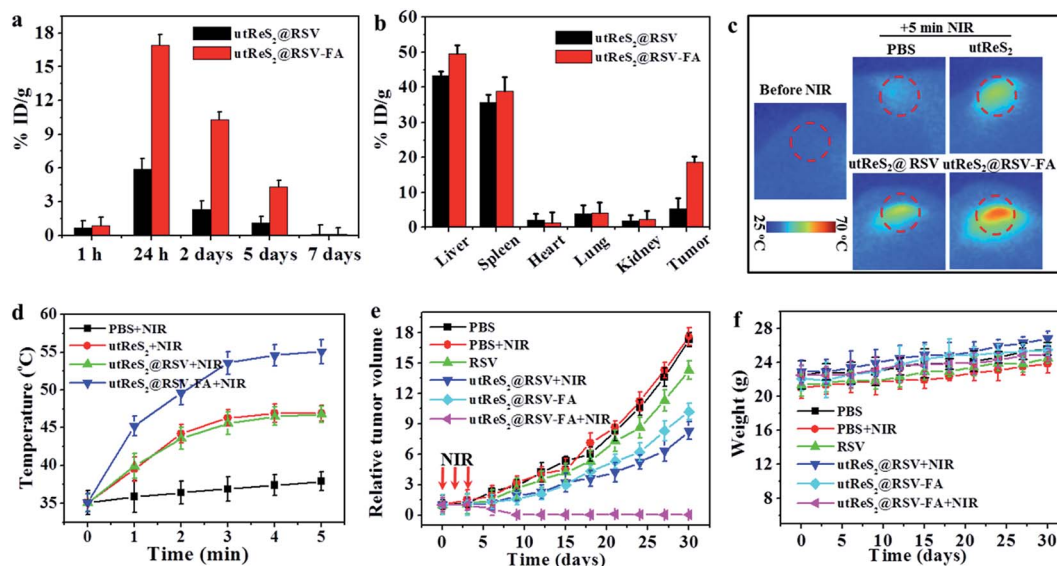 a
% ID/g
18
15
12
9
6
3
0
utReS₂@RSV
utReS₂@RSV-FA
1 h 24 h 2 days 5 days 7 days
b
% ID/g
60
50
40
30
20
10
0
utReS₂@RSV
utReS₂@RSV-FA
Liver Spleen Heart Lung Kidney Tumor
c
+5 min NIR
PBS utReS₂
Before NIR
utReS₂@ RSV utReS₂@RSV-FA
25 °C 70 °C
d
Temperature (°C)
60
55
50
45
40
35
30
PBS+NIR
utReS₂+NIR
utReS₂@RSV+NIR
utReS₂@RSV-FA+NIR
0 1 2 3 4 5
Time (min)
e
Relative tumor volume
18
15
12
9
6
3
0
PBS
PBS+NIR
RSV
utReS₂@RSV+NIR
utReS₂@RSV-FA
utReS₂@RSV-FA+NIR
NIR
0 5 10 15 20 25 30
Time (days)
f
Weight (g)
28
24
20
16
12
8
PBS
PBS+NIR
RSV
utReS₂@RSV+NIR
utReS₂@RSV-FA
utReS₂@RSV-FA+NIR
0 5 10 15 20 25 30
Time (days)